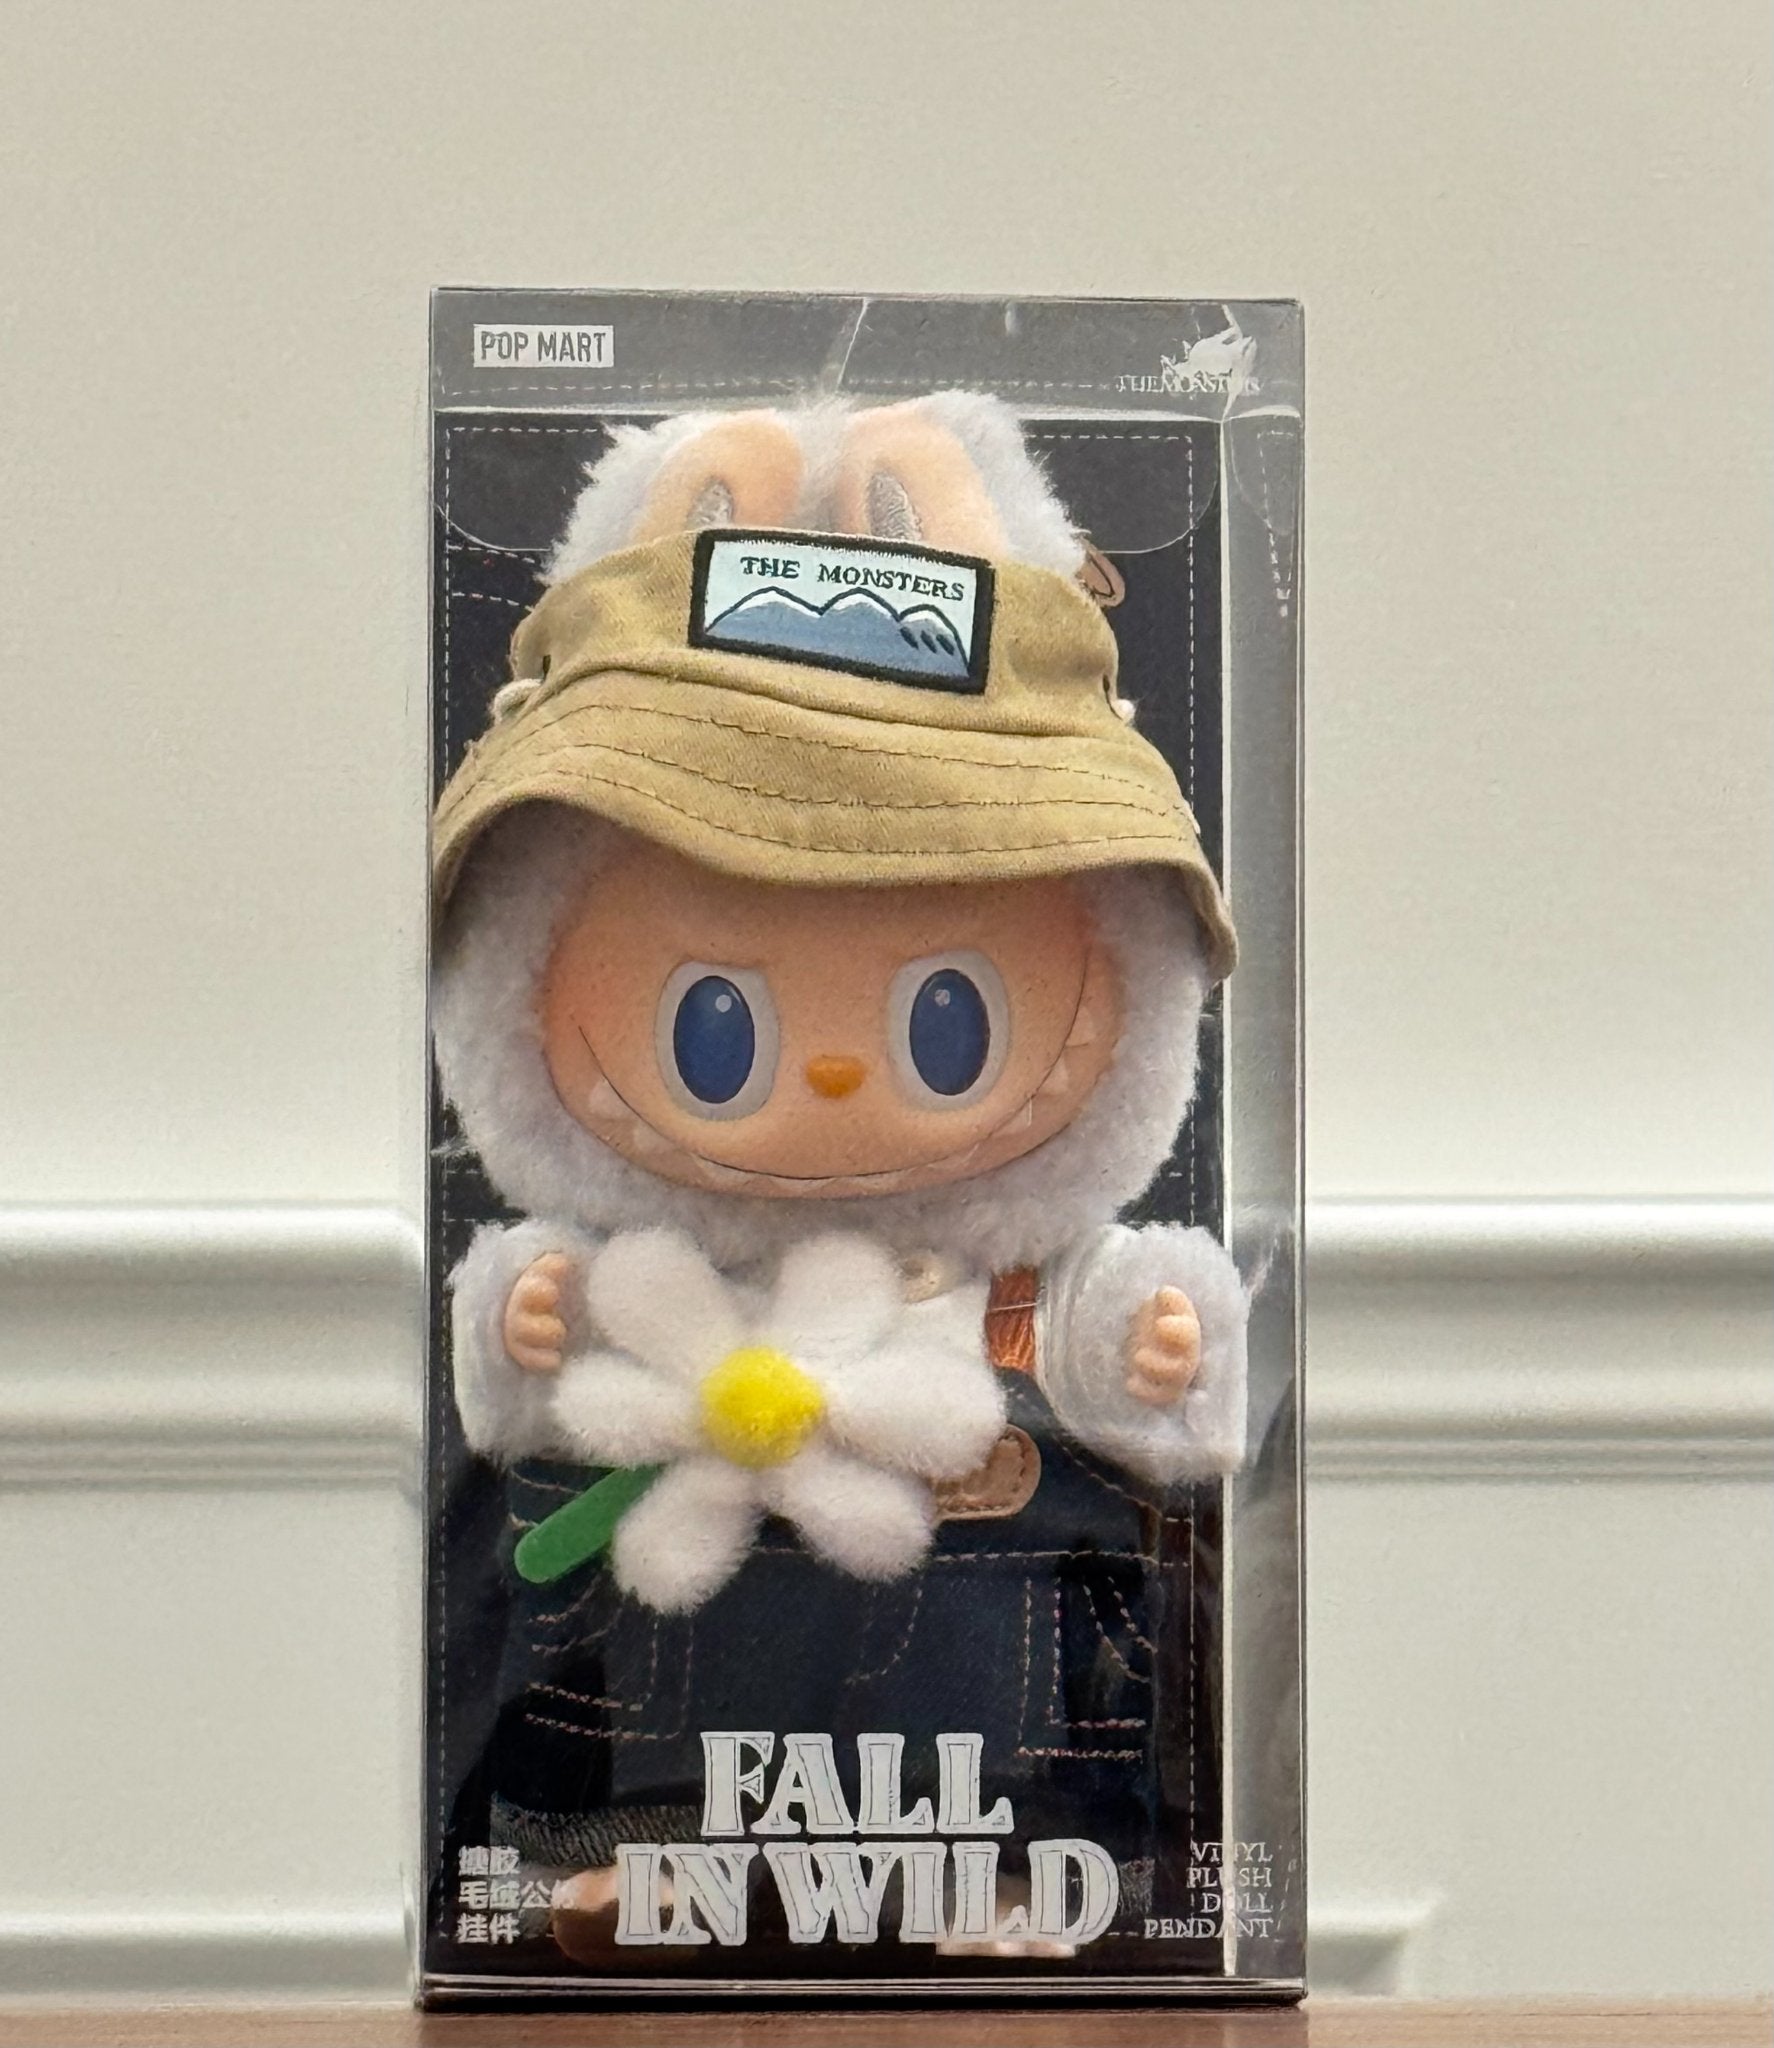 POP MART
THE MONSTERS
THE MONSTERS
FALL
IN WILD
搪胶
毛绒公仔
挂件
VINYL
PLUSH
DOLL
PENDANT